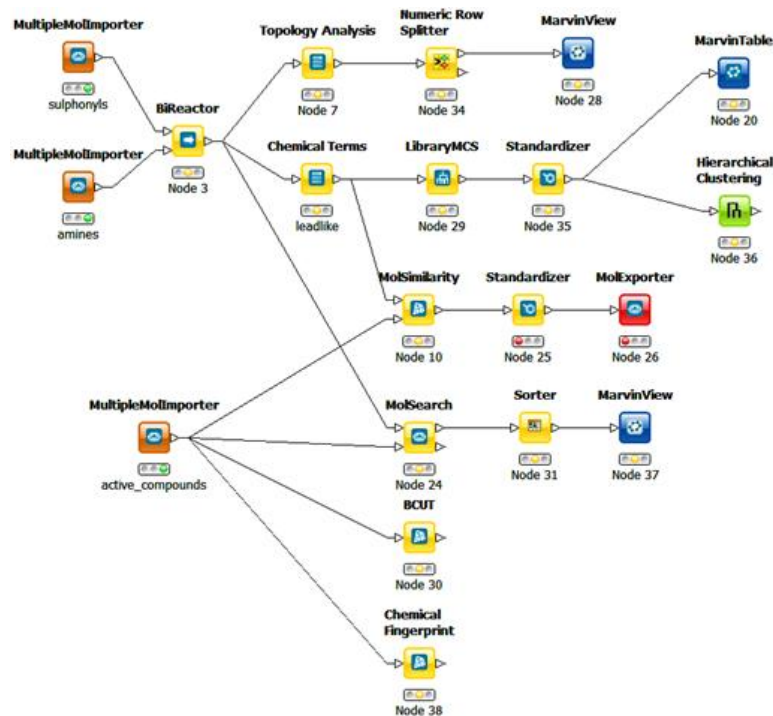 MultipleMolImporter
sulphonyls
MultipleMolImporter
amines
BiReactor
Node 3
Topology Analysis
Node 7
Numeric Row
Splitter
Node 34
MarvinView
Node 28
MarvinTable
Node 20
Chemical Terms
leadlike
LibraryMCS
Node 29
Standardizer
Node 35
Hierarchical
Clustering
Node 36
MolSimilarity
Node 10
Standardizer
Node 25
MolExporter
Node 26
MultipleMolImporter
active_compounds
MolSearch
Node 24
Sorter
Node 31
MarvinView
Node 37
BCUT
Node 30
Chemical
Fingerprint
Node 38